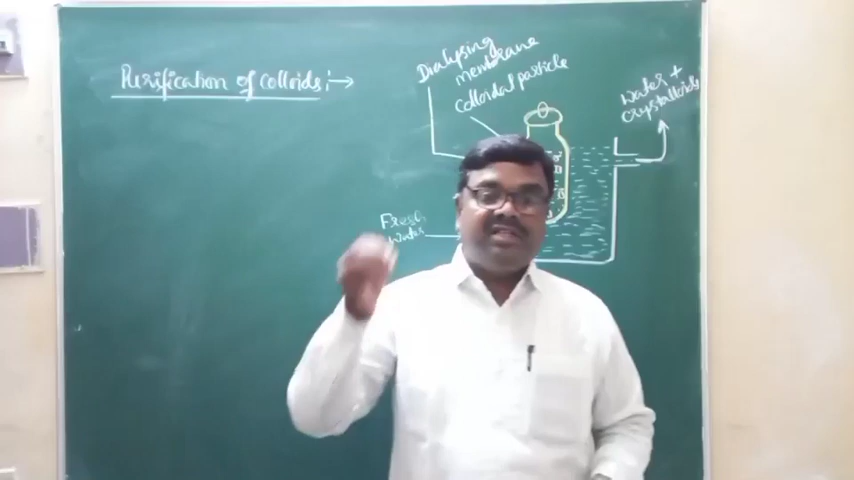 Purification of colloids:→
Dialysing
membrane
colloidal particle
Water +
crystalloids
Fresh
Water